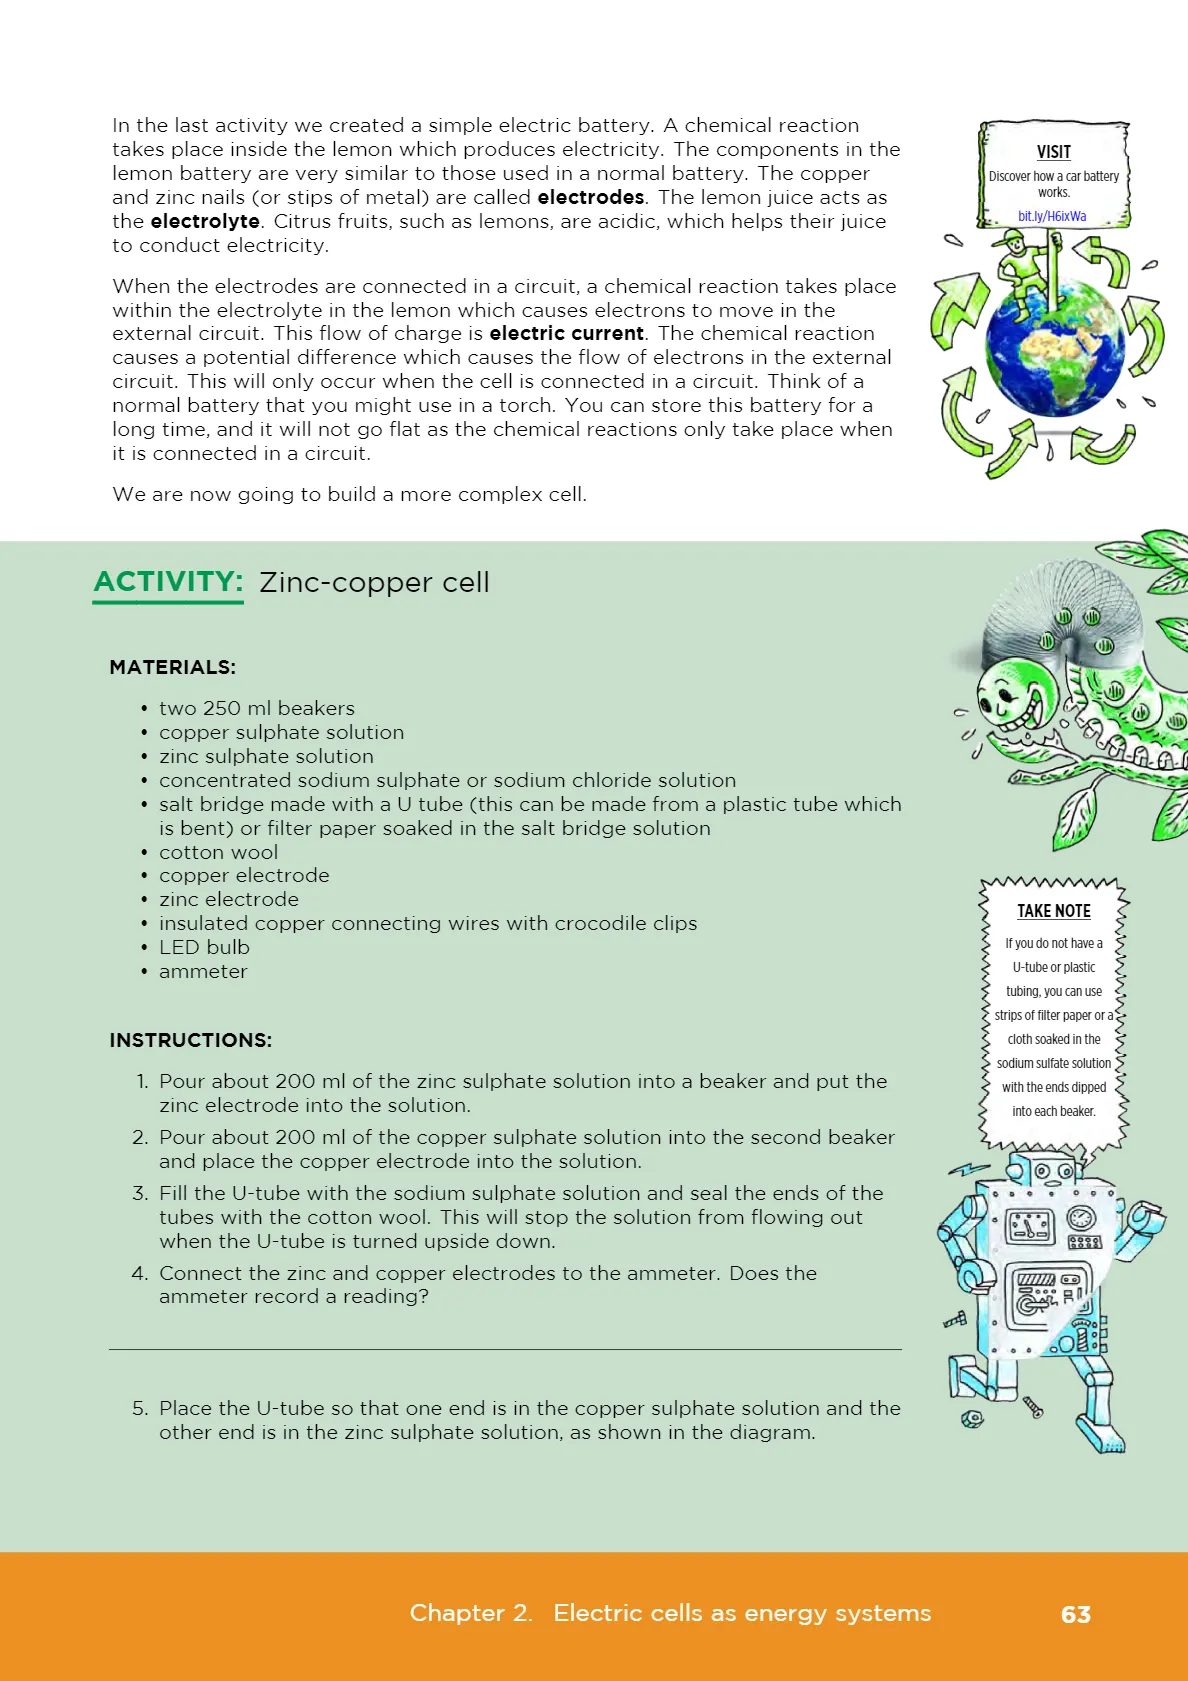 In the last activity we created a simple electric battery. A chemical reaction
takes place inside the lemon which produces electricity. The components in the
lemon battery are very similar to those used in a normal battery. The copper
and zinc nails (or stips of metal) are called electrodes. The lemon juice acts as
the electrolyte. Citrus fruits, such as lemons, are acidic, which helps their juice
to conduct electricity.
When the electrodes are connected in a circuit, a chemical reaction takes place
within the electrolyte in the lemon which causes electrons to move in the
external circuit. This flow of charge is electric current. The chemical reaction
causes a potential difference which causes the flow of electrons in the external
circuit. This will only occur when the cell is connected in a circuit. Think of a
normal battery that you might use in a torch. You can store this battery for a
long time, and it will not go flat as the chemical reactions only take place when
it is connected in a circuit.
We are now going to build a more complex cell.
VISIT
Discover how a car battery
works.
bit.ly/H6ixWa
ACTIVITY: Zinc-copper cell
MATERIALS:
• two 250 ml beakers
• copper sulphate solution
• zinc sulphate solution
• concentrated sodium sulphate or sodium chloride solution
• salt bridge made with a U tube (this can be made from a plastic tube which
is bent) or filter paper soaked in the salt bridge solution
• cotton wool
• copper electrode
• zinc electrode
• insulated copper connecting wires with crocodile clips
• LED bulb
• ammeter
TAKE NOTE
If you do not have a
U-tube or plastic
tubing, you can use
strips of filter paper or a
cloth soaked in the
sodium sulfate solution
with the ends dipped
into each beaker.
INSTRUCTIONS:
1. Pour about 200 ml of the zinc sulphate solution into a beaker and put the
zinc electrode into the solution.
2. Pour about 200 ml of the copper sulphate solution into the second beaker
and place the copper electrode into the solution.
3. Fill the U-tube with the sodium sulphate solution and seal the ends of the
tubes with the cotton wool. This will stop the solution from flowing out
when the U-tube is turned upside down.
4. Connect the zinc and copper electrodes to the ammeter. Does the
ammeter record a reading?
5. Place the U-tube so that one end is in the copper sulphate solution and the
other end is in the zinc sulphate solution, as shown in the diagram.
Chapter 2. Electric cells as energy systems
63